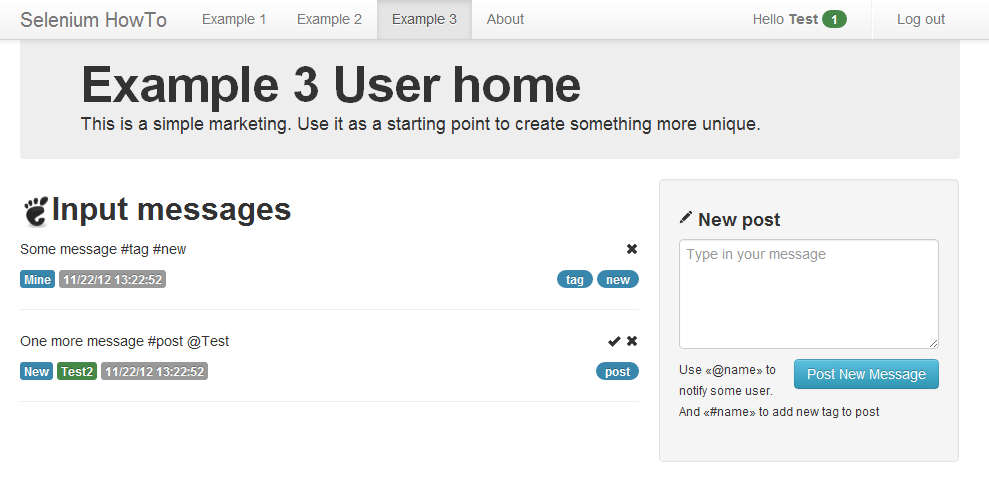 Selenium HowTo Example 1 Example 2 Example 3 About Hello Test 1 Log out
Example 3 User home
This is a simple marketing. Use it as a starting point to create something more unique.
Input messages
Some message #tag #new
Mine 11/22/12 13:22:52 tag new
One more message #post @Test
New Test2 11/22/12 13:22:52 post
New post
Type in your message
Use «@name» to
notify some user.
Post New Message
And «#name» to add new tag to post